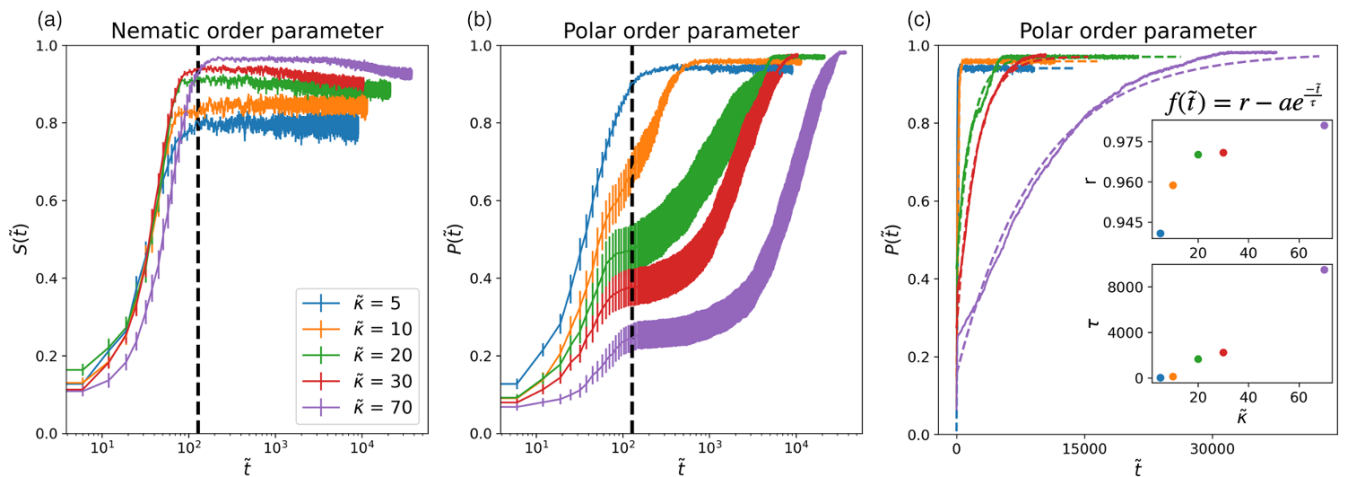 (a)
Nematic order parameter
1.0
0.8
0.6
0.4
0.2
0.0
S(t̃)
κ̃ = 5
κ̃ = 10
κ̃ = 20
κ̃ = 30
κ̃ = 70
10¹ 10² 10³ 10⁴
t̃
(b)
Polar order parameter
1.0
0.8
0.6
0.4
0.2
0.0
P(t̃)
10¹ 10² 10³ 10⁴
t̃
(c)
Polar order parameter
1.0
0.8
0.6
0.4
0.2
0.0
P(t̃)
0 15000 30000
t̃
f(t̃) = r − ae^(−t̃/τ)
0.975
0.960
0.945
r
20 40 60
8000
4000
0
τ
20 40 60
κ̃